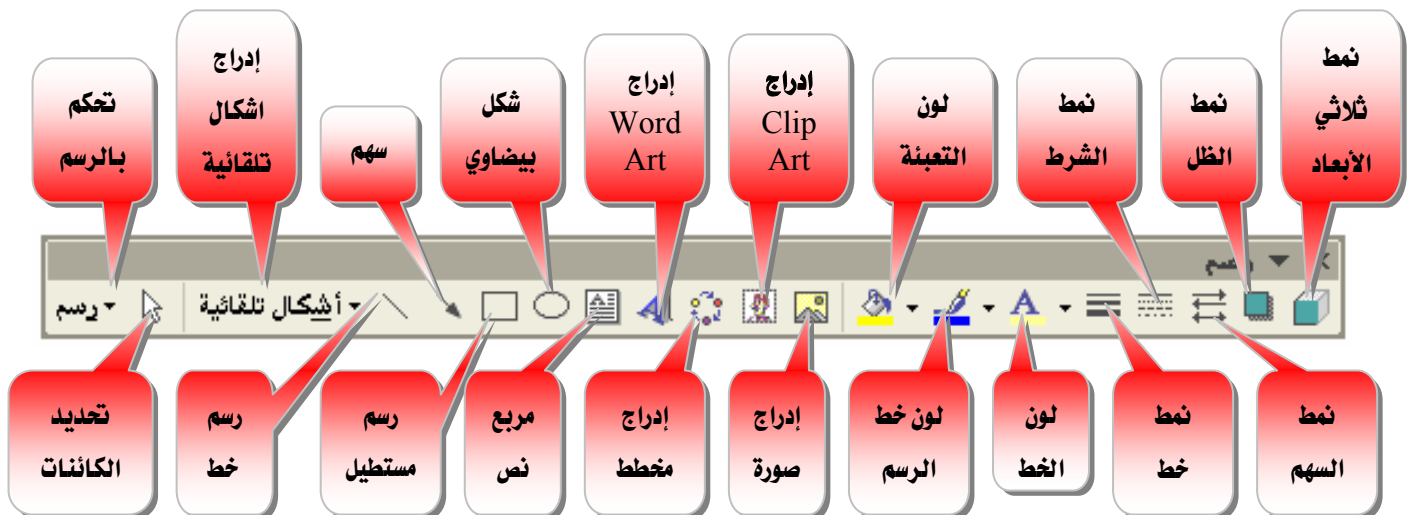 تحكم
بالرسم
إدراج
اشكال
تلقائية
سهم
شكل
بيضاوي
إدراج
Word
Art
إدراج
Clip
Art
لون
التعبئة
نمط
الشرط
نمط
الظل
نمط
ثلاثي
الأبعاد
رسم
أشكال تلقائية
رسم
تحديد
الكائنات
رسم
خط
رسم
مستطيل
مربع
نص
إدراج
مخطط
إدراج
صورة
لون خط
الرسم
لون
الخط
نمط
خط
نمط
السهم